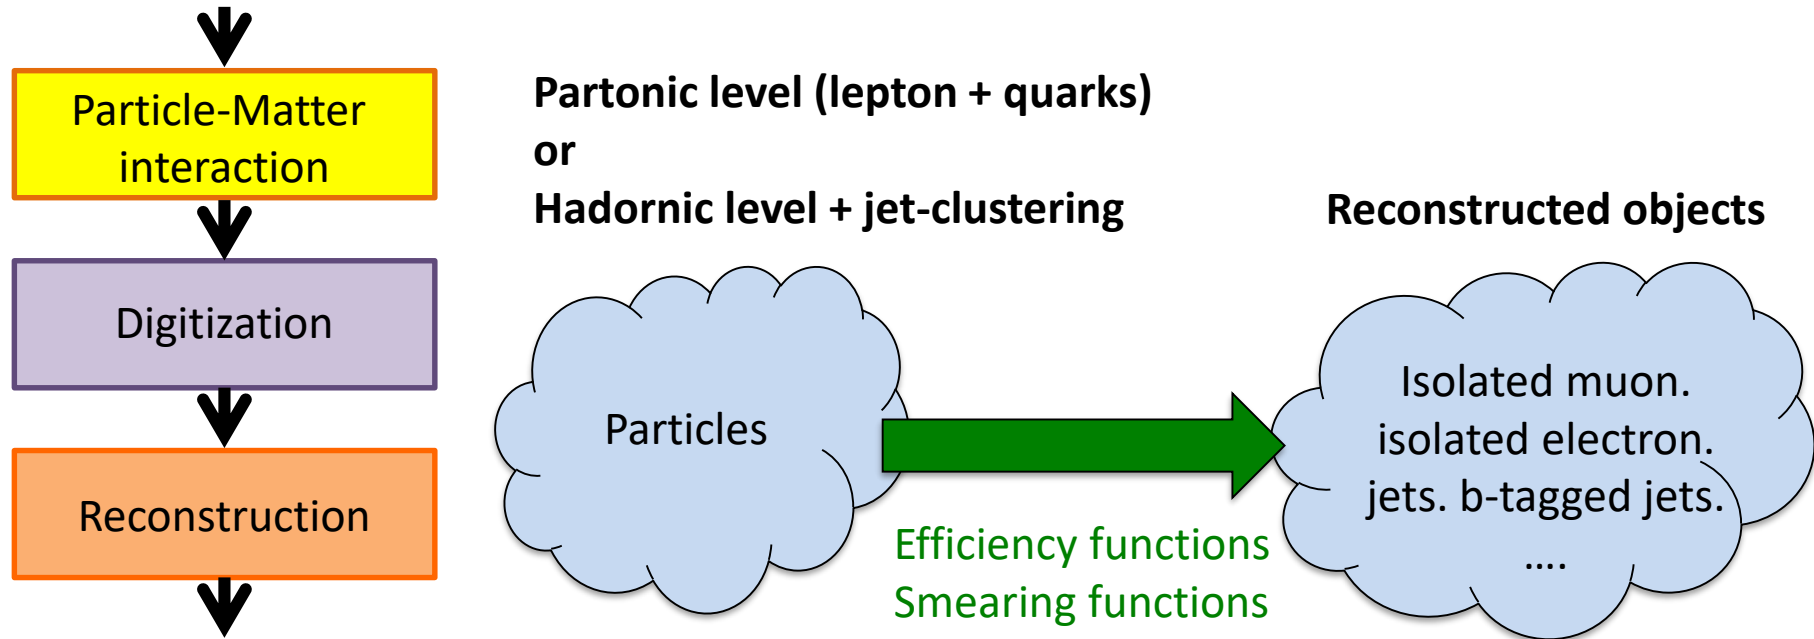 Particle-Matter
interaction
Digitization
Reconstruction
Partonic level (lepton + quarks)
or
Hadornic level + jet-clustering
Particles
Efficiency functions
Smearing functions
Reconstructed objects
Isolated muon.
isolated electron.
jets. b-tagged jets.
....